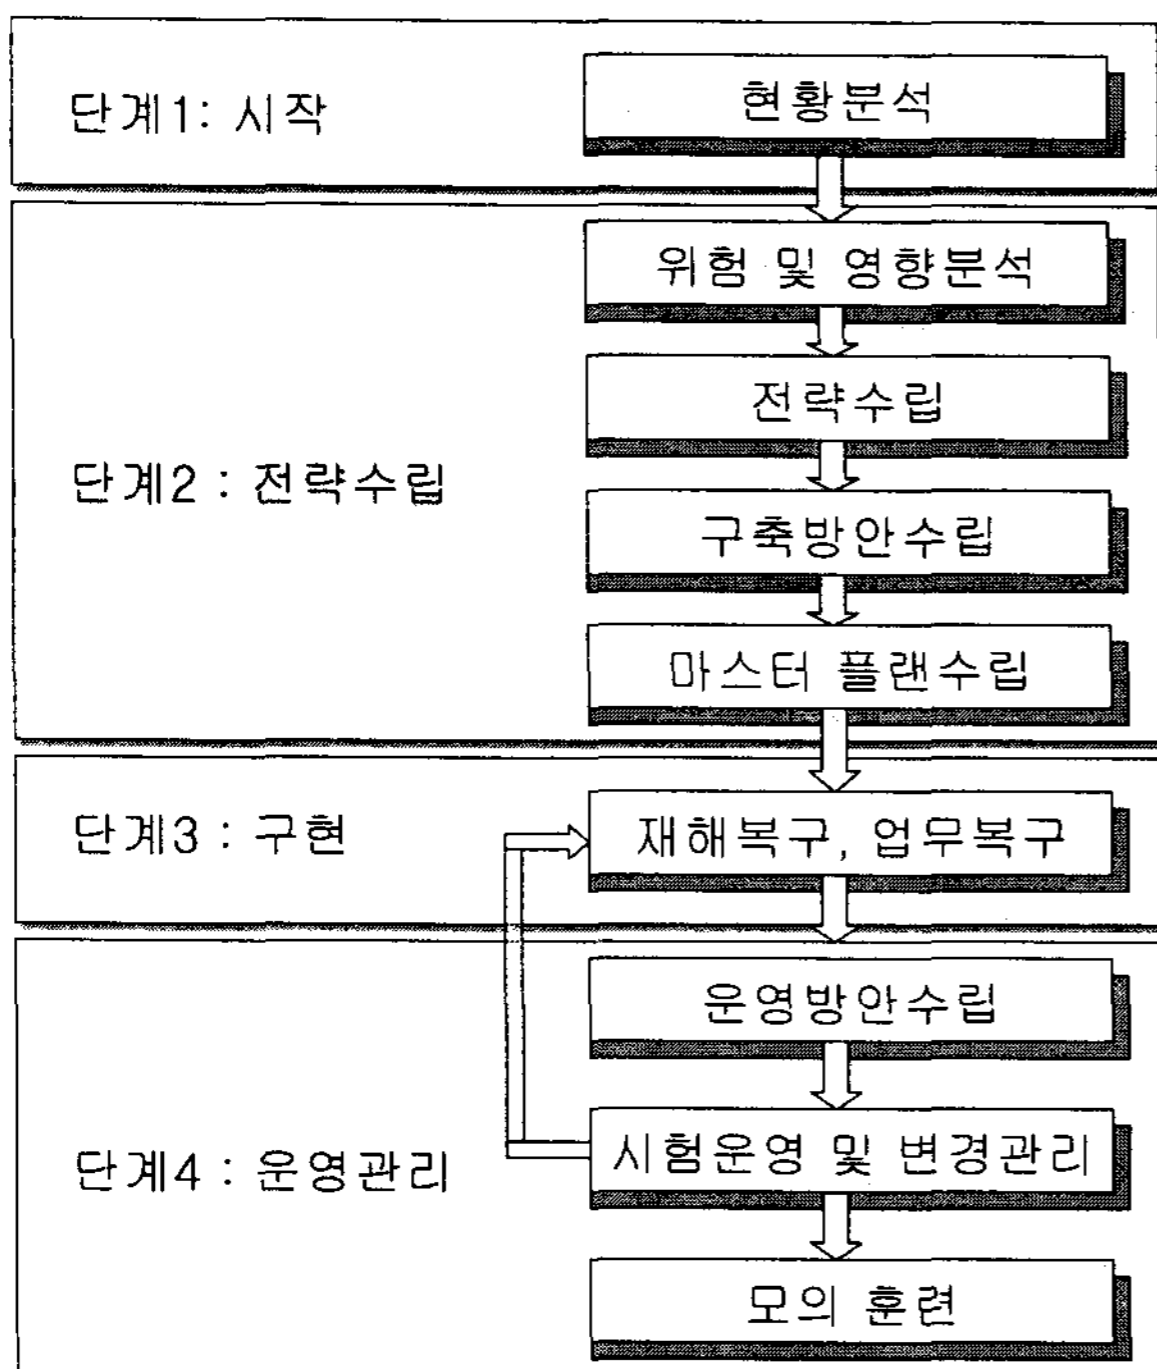 단계1: 시작
현황분석
위험 및 영향분석
전략수립
단계2 : 전략수립
구축방안수립
마스터 플랜수립
단계3 : 구현
재해복구, 업무복구
운영방안수립
단계4 : 운영관리
시험운영 및 변경관리
모의 훈련